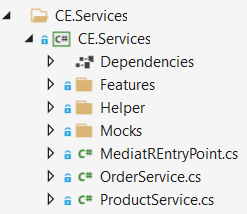 CE.Services
C# CE.Services
Dependencies
Features
Helper
Mocks
C# MediatREntryPoint.cs
C# OrderService.cs
C# ProductService.cs